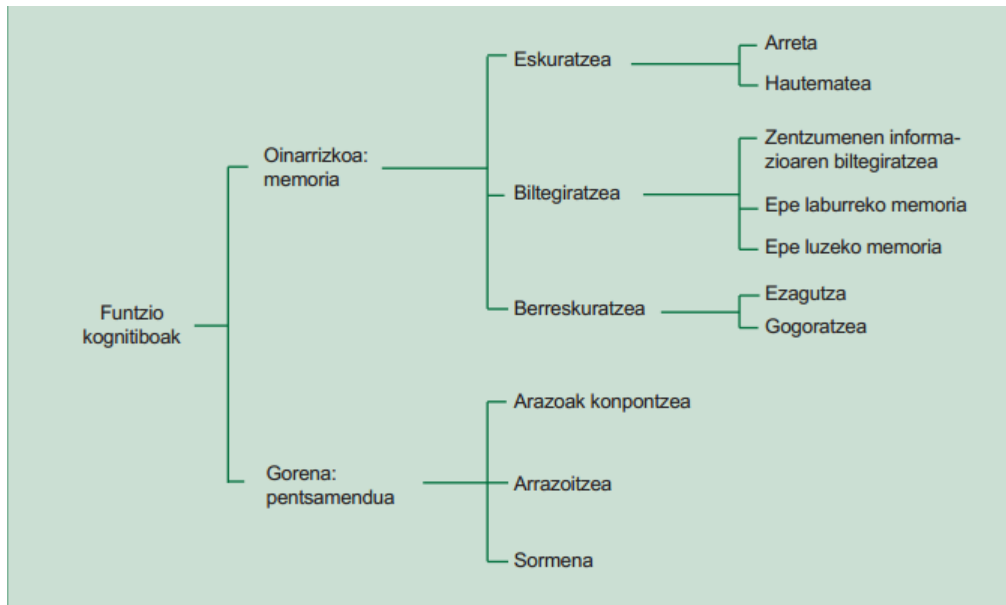 Funtzio
kognitiboak
Oinarrizkoa:
memoria
Eskuratzea
Arreta
Hautematea
Biltegiratzea
Zentzumenen informa-
zioaren biltegiratzea
Epe laburreko memoria
Epe luzeko memoria
Berreskuratzea
Ezagutza
Gogoratzea
Gorena:
pentsamendua
Arazoak konpontzea
Arrazoitzea
Sormena